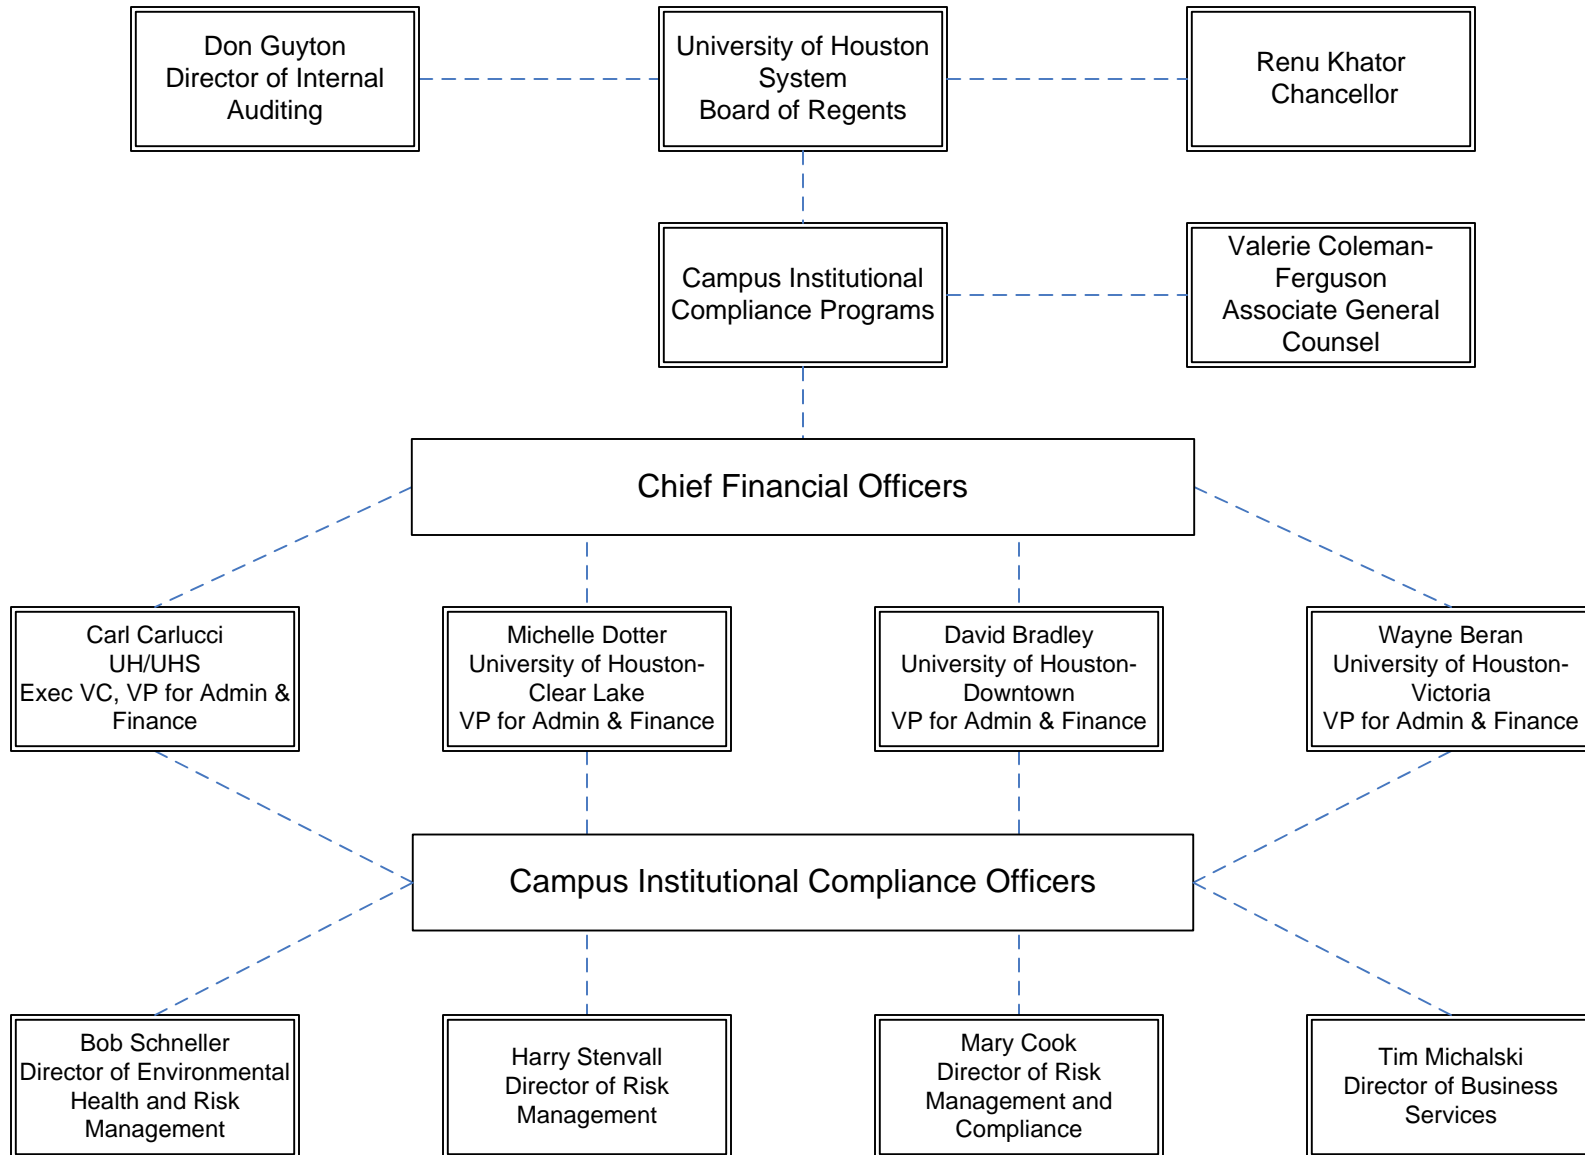 Don Guyton
Director of Internal
Auditing
University of Houston
System
Board of Regents
Renu Khator
Chancellor
Campus Institutional
Compliance Programs
Valerie Coleman-
Ferguson
Associate General
Counsel
Chief Financial Officers
Carl Carlucci
UH/UHS
Exec VC, VP for Admin &
Finance
Michelle Dotter
University of Houston-
Clear Lake
VP for Admin & Finance
David Bradley
University of Houston-
Downtown
VP for Admin & Finance
Wayne Beran
University of Houston-
Victoria
VP for Admin & Finance
Campus Institutional Compliance Officers
Bob Schneller
Director of Environmental
Health and Risk
Management
Harry Stenvall
Director of Risk
Management
Mary Cook
Director of Risk
Management and
Compliance
Tim Michalski
Director of Business
Services